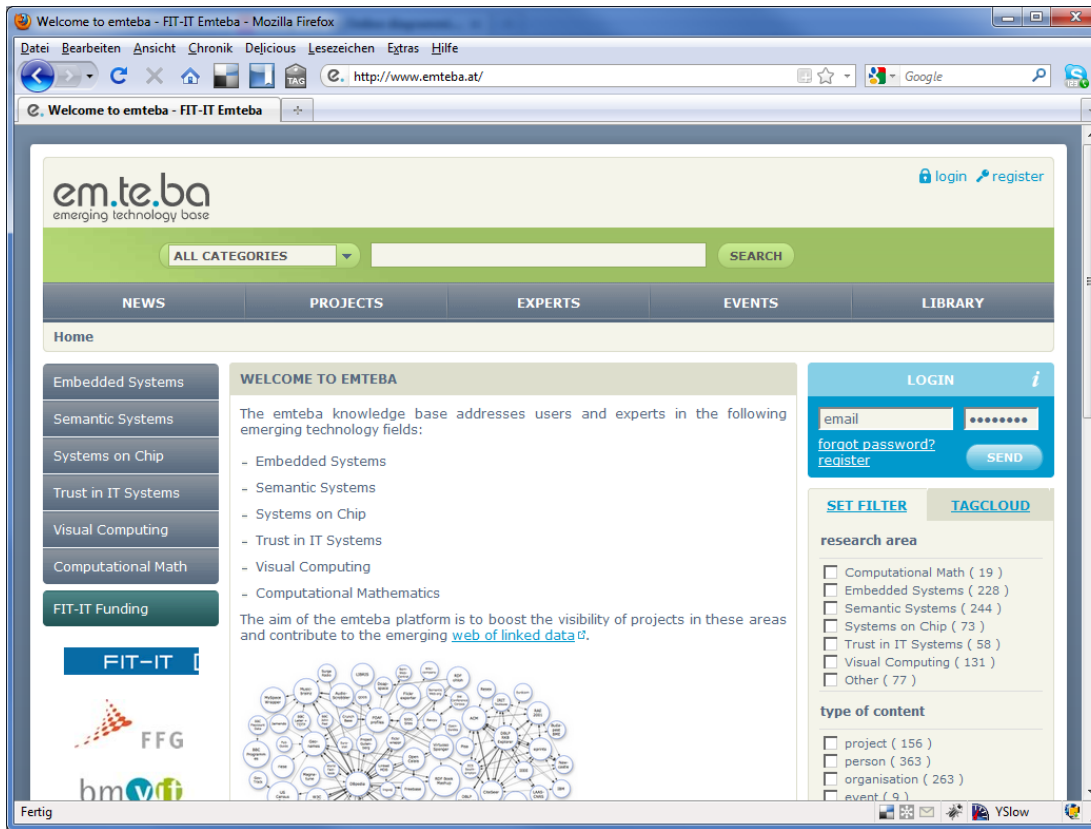 Welcome to emteba - FIT-IT Emteba - Mozilla Firefox
Datei Bearbeiten Ansicht Chronik Delicious Lesezeichen Extras Hilfe
TAG http://www.emteba.at/ Google
Welcome to emteba - FIT-IT Emteba
login register
em.te.ba
emerging technology base
ALL CATEGORIES SEARCH
NEWS PROJECTS EXPERTS EVENTS LIBRARY
Home
Embedded Systems
Semantic Systems
Systems on Chip
Trust in IT Systems
Visual Computing
Computational Math
FIT-IT Funding
FIT-IT
FFG
bmvit
WELCOME TO EMTEBA
The emteba knowledge base addresses users and experts in the following
emerging technology fields:
– Embedded Systems
– Semantic Systems
– Systems on Chip
– Trust in IT Systems
– Visual Computing
– Computational Mathematics
The aim of the emteba platform is to boost the visibility of projects in these areas
and contribute to the emerging web of linked data.
LOGIN i
email ••••••••
forgot password?
register
SEND
SET FILTER TAGCLOUD
research area
Computational Math ( 19 )
Embedded Systems ( 228 )
Semantic Systems ( 244 )
Systems on Chip ( 73 )
Trust in IT Systems ( 58 )
Visual Computing ( 131 )
Other ( 77 )
type of content
project ( 156 )
person ( 363 )
organisation ( 263 )
event ( 9 )
Fertig YSlow